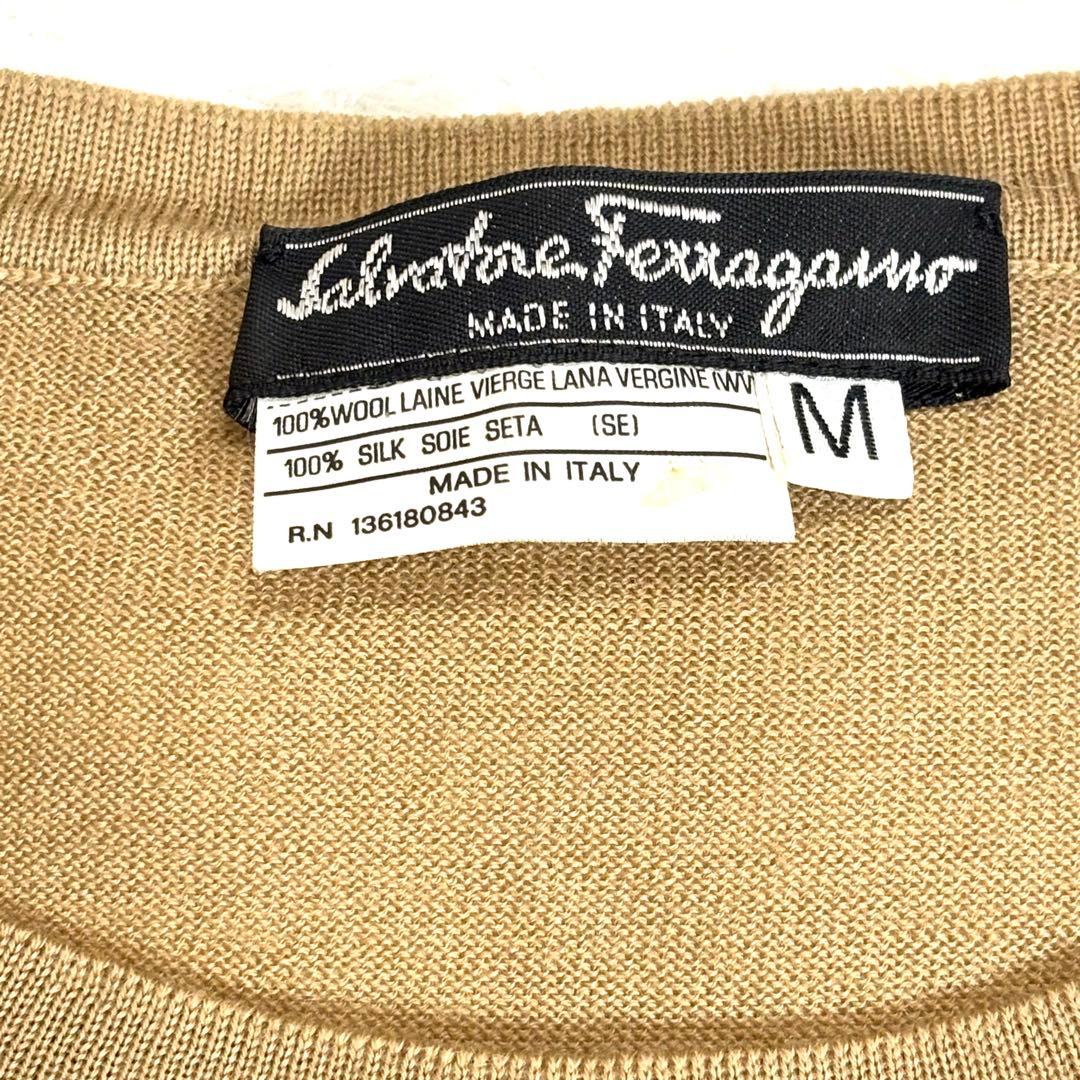 Salvatore Ferragamo
MADE IN ITALY
100% WOOL LAINE VIERGE LANA VERGINE (WV
M
100% SILK SOIE SETA (SE)
MADE IN ITALY
R.N 136180843